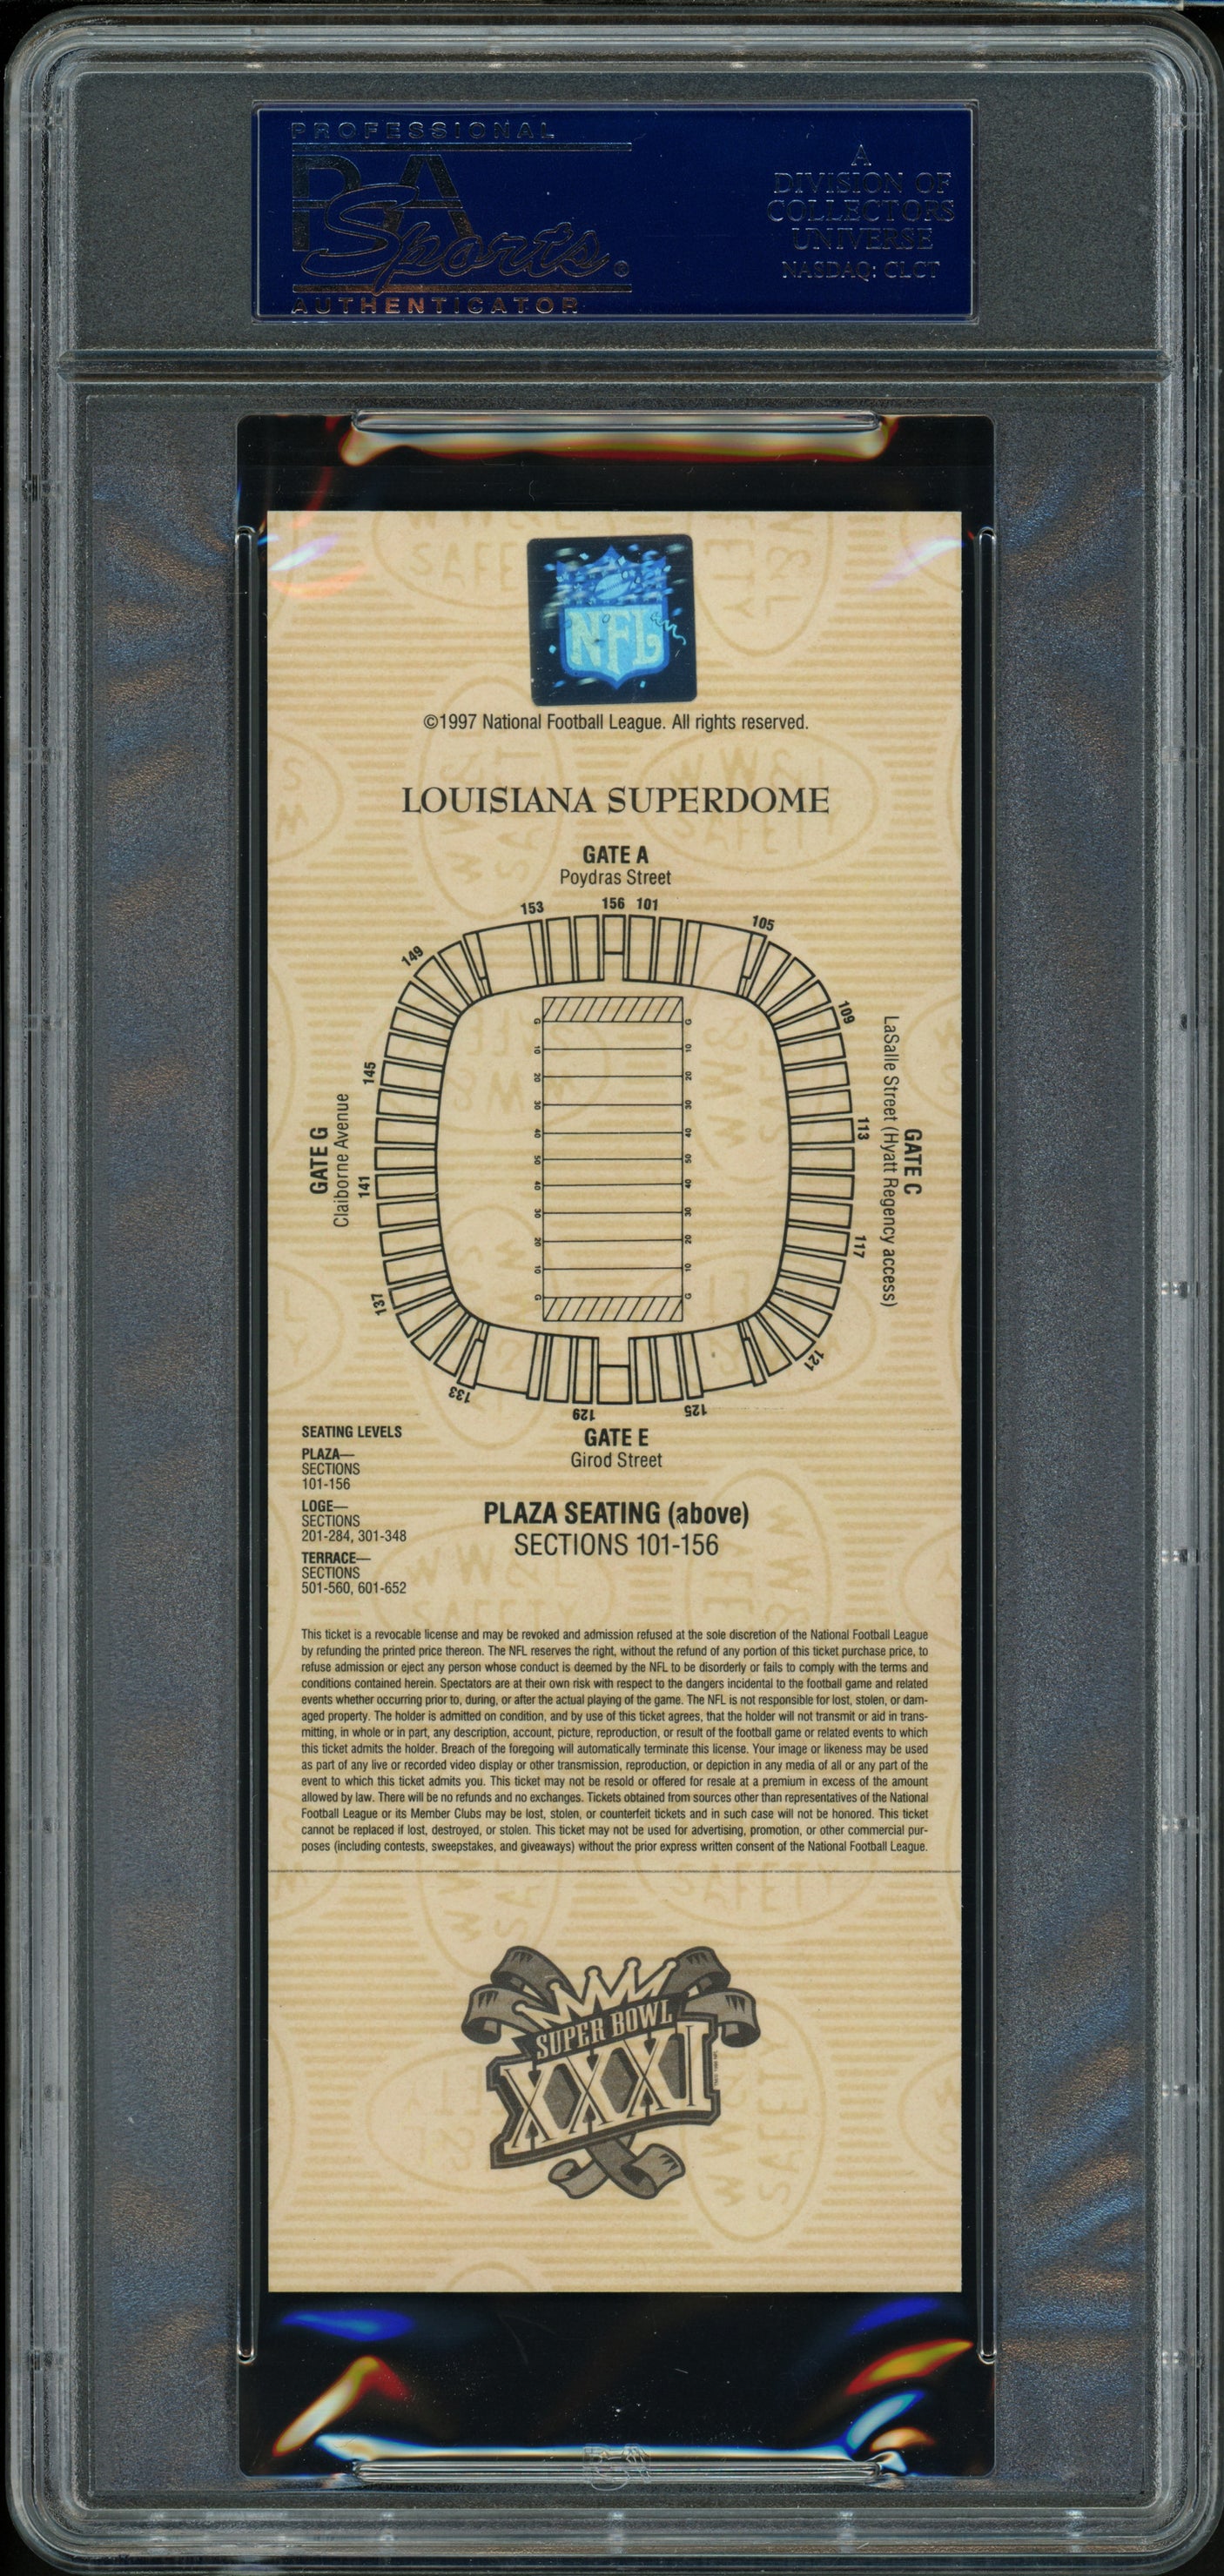 PROFESSIONAL
PSA
Sports®
AUTHENTICATOR
A
DIVISION OF
COLLECTORS
UNIVERSE
NASDAQ: CLCT
NFL
©1997 National Football League. All rights reserved.
LOUISIANA SUPERDOME
GATE A
Poydras Street
153 156 101 105
149 109
145 113
141 117
137 121
133 129 125
GATE G
Claiborne Avenue
GATE C
LaSalle Street (Hyatt Regency access)
G 10 20 30 40 50 40 30 20 10 G
G 10 20 30 40 40 30 20 10 G
GATE E
Girod Street
SEATING LEVELS
PLAZA—
SECTIONS
101-156
LOGE—
SECTIONS
201-284, 301-348
TERRACE—
SECTIONS
501-560, 601-652
PLAZA SEATING (above)
SECTIONS 101-156
This ticket is a revocable license and may be revoked and admission refused at the sole discretion of the National Football League
by refunding the printed price thereon. The NFL reserves the right, without the refund of any portion of this ticket purchase price, to
refuse admission or eject any person whose conduct is deemed by the NFL to be disorderly or fails to comply with the terms and
conditions contained herein. Spectators are at their own risk with respect to the dangers incidental to the football game and related
events whether occurring prior to, during, or after the actual playing of the game. The NFL is not responsible for lost, stolen, or dam-
aged property. The holder is admitted on condition, and by use of this ticket agrees, that the holder will not transmit or aid in trans-
mitting, in whole or in part, any description, account, picture, reproduction, or result of the football game or related events to which
this ticket admits the holder. Breach of the foregoing will automatically terminate this license. Your image or likeness may be used
as part of any live or recorded video display or other transmission, reproduction, or depiction in any media of all or any part of the
event to which this ticket admits you. This ticket may not be resold or offered for resale at a premium in excess of the amount
allowed by law. There will be no refunds and no exchanges. Tickets obtained from sources other than representatives of the National
Football League or its Member Clubs may be lost, stolen, or counterfeit tickets and in such case will not be honored. This ticket
cannot be replaced if lost, destroyed, or stolen. This ticket may not be used for advertising, promotion, or other commercial pur-
poses (including contests, sweepstakes, and giveaways) without the prior express written consent of the National Football League.
SUPER BOWL
XXXI